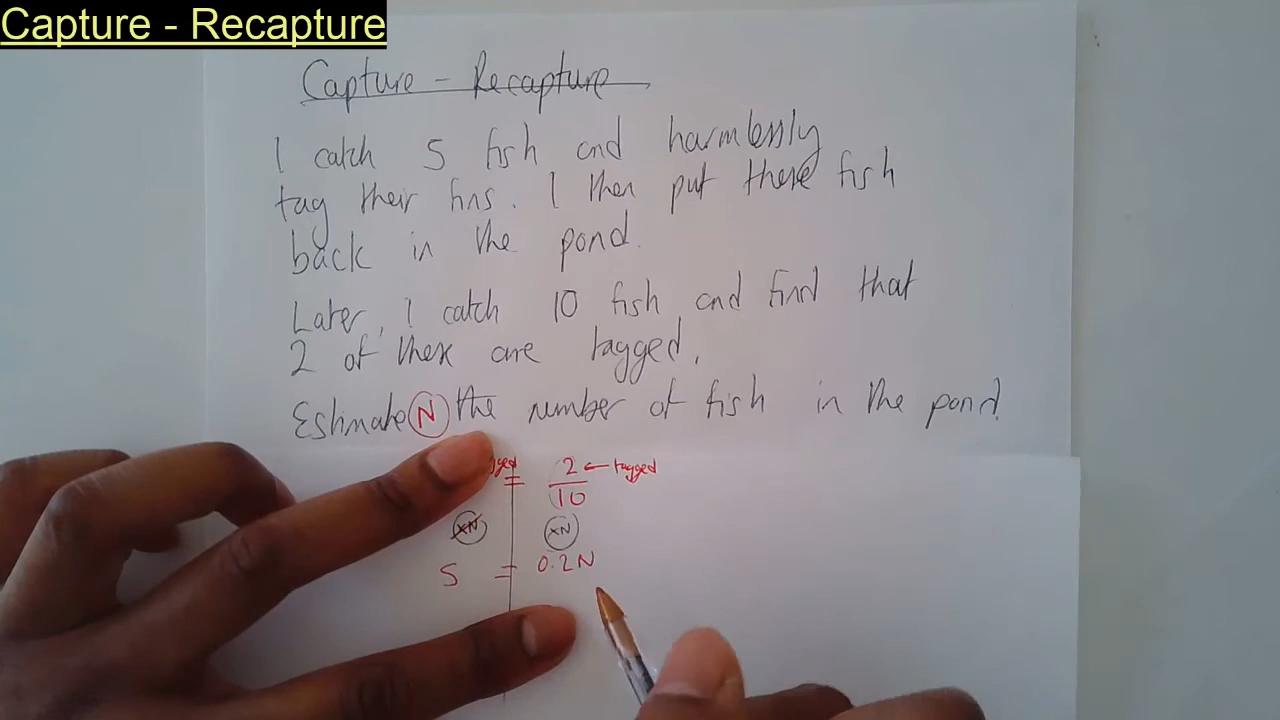 Capture - Recapture
Capture - Recapture
I catch 5 fish and harmlessly
tag their fins. I then put these fish
back in the pond.
Later, I catch 10 fish and find that
2 of these are tagged.
Estimate N the number of fish in the pond.
= 2 ← tagged
10
×N ×N
5 = 0.2N